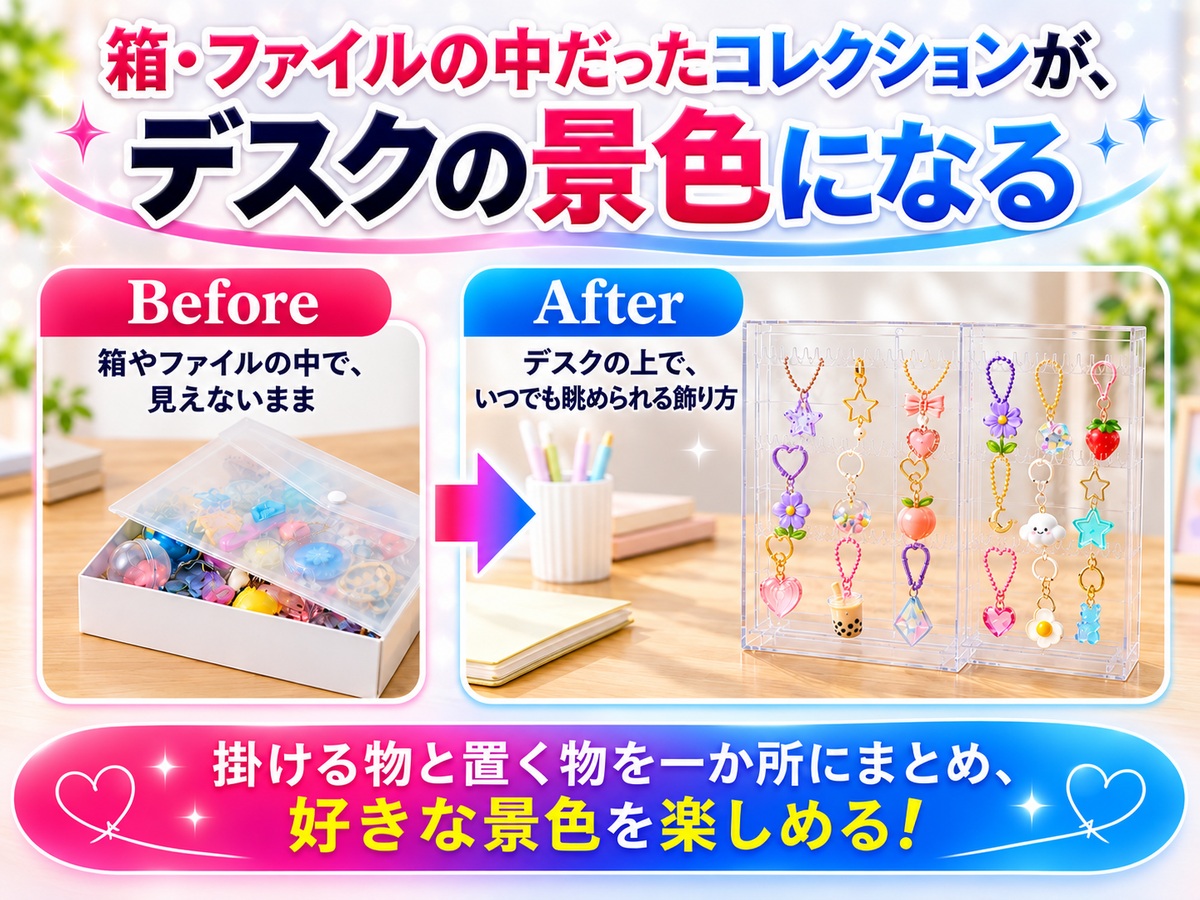 箱・ファイルの中だったコレクションが、
デスクの景色になる
Before
箱やファイルの中で、
見えないまま
After
デスクの上で、
いつでも眺められる飾り方
掛ける物と置く物を一か所にまとめ、
好きな景色を楽しめる!